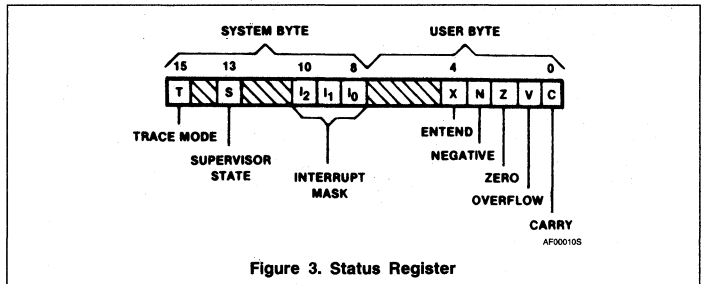 SYSTEM BYTE USER BYTE
15 13 10 8 4 0
T S I2 I1 I0 X N Z V C
TRACE MODE
SUPERVISOR
STATE
INTERRUPT
MASK
ENTEND
NEGATIVE
ZERO
OVERFLOW
CARRY
AF00010S
Figure 3. Status Register